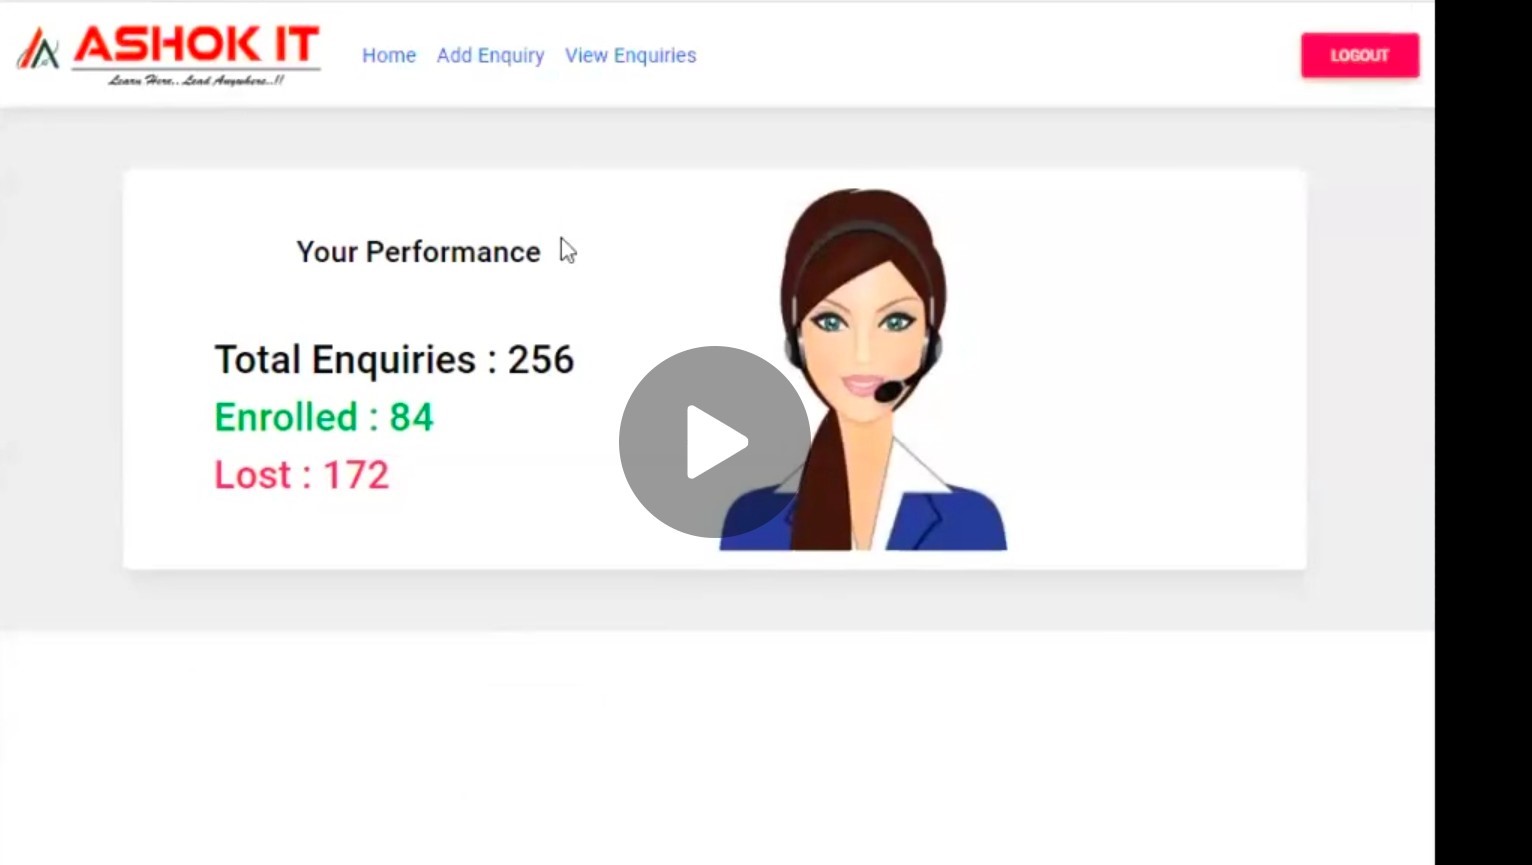 ASHOK IT
Learn Here.. Lead Anywhere..!!
Home Add Enquiry View Enquiries
LOGOUT
Your Performance
Total Enquiries : 256
Enrolled : 84
Lost : 172